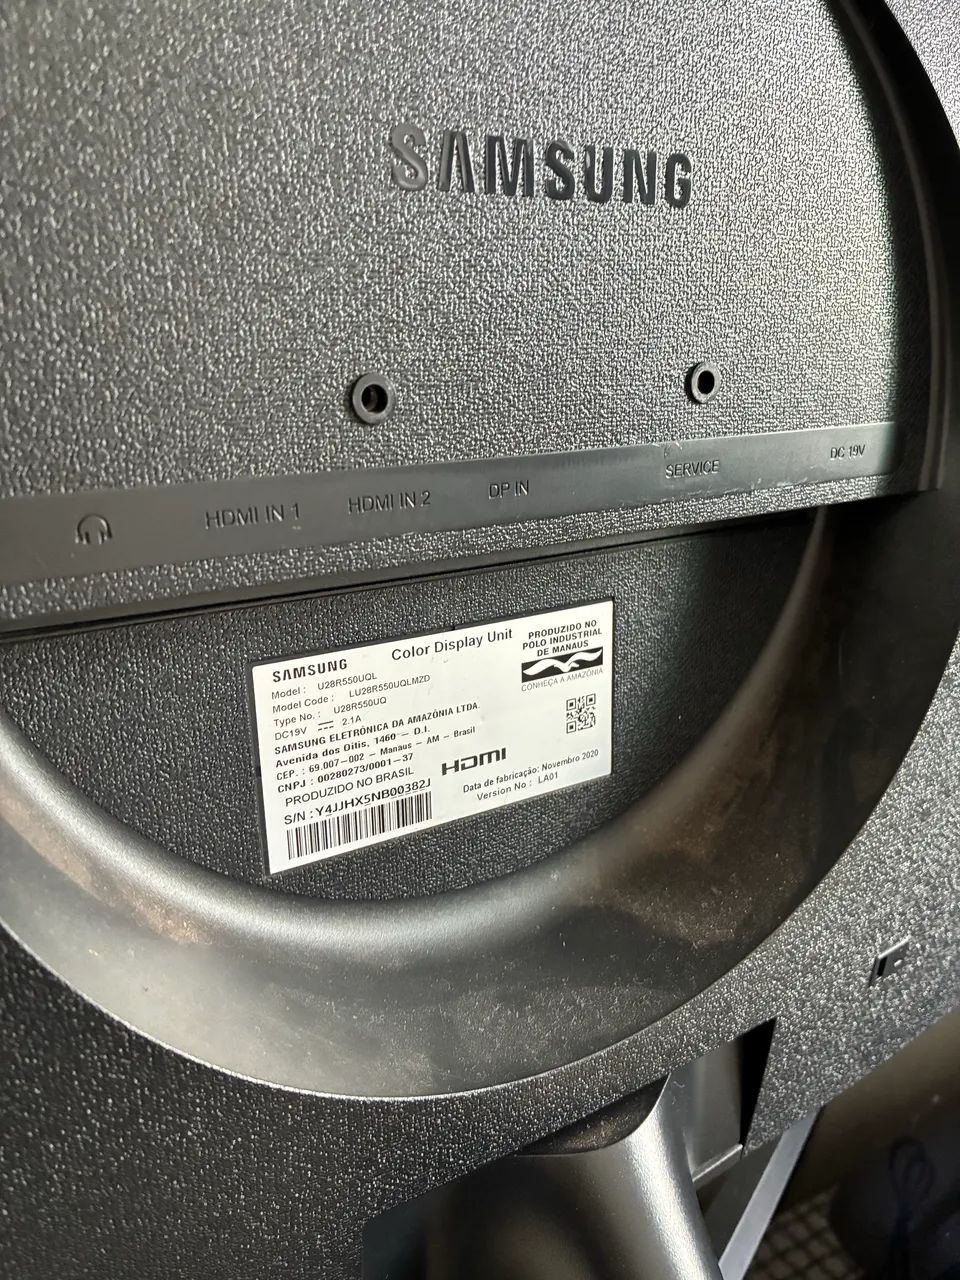 SAMSUNG
HDMI IN 1
HDMI IN 2
DP IN
SERVICE
DC 19V
SAMSUNG
Color Display Unit
PRODUZIDO NO
POLO INDUSTRIAL
DE MANAUS
CONHEÇA A AMAZÔNIA
Model : U28R550UQL
Model Code : LU28R550UQLMZD
Type No. : U28R550UQ
DC19V 2.1A
SAMSUNG ELETRÔNICA DA AMAZÔNIA LTDA.
Avenida dos Oitis, 1460 - D.I.
CEP. : 69.007-002 - Manaus - AM - Brasil
CNPJ : 00280273/0001-37
PRODUZIDO NO BRASIL
HDMI
S/N : Y4JJHX5NB00382J
Data de fabricação: Novembro 2020
Version No : LA01